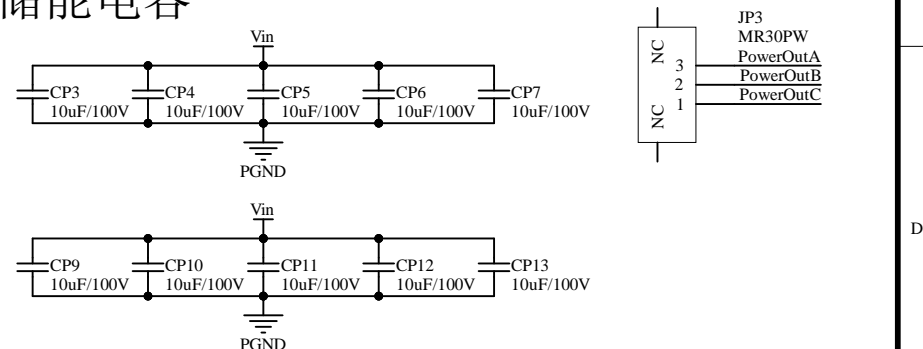 储能电容
Vin
CP3
10uF/100V
CP4
10uF/100V
CP5
10uF/100V
CP6
10uF/100V
CP7
10uF/100V
PGND
JP3
MR30PW
NC
NC
3
2
1
PowerOutA
PowerOutB
PowerOutC
Vin
CP9
10uF/100V
CP10
10uF/100V
CP11
10uF/100V
CP12
10uF/100V
CP13
10uF/100V
PGND
D